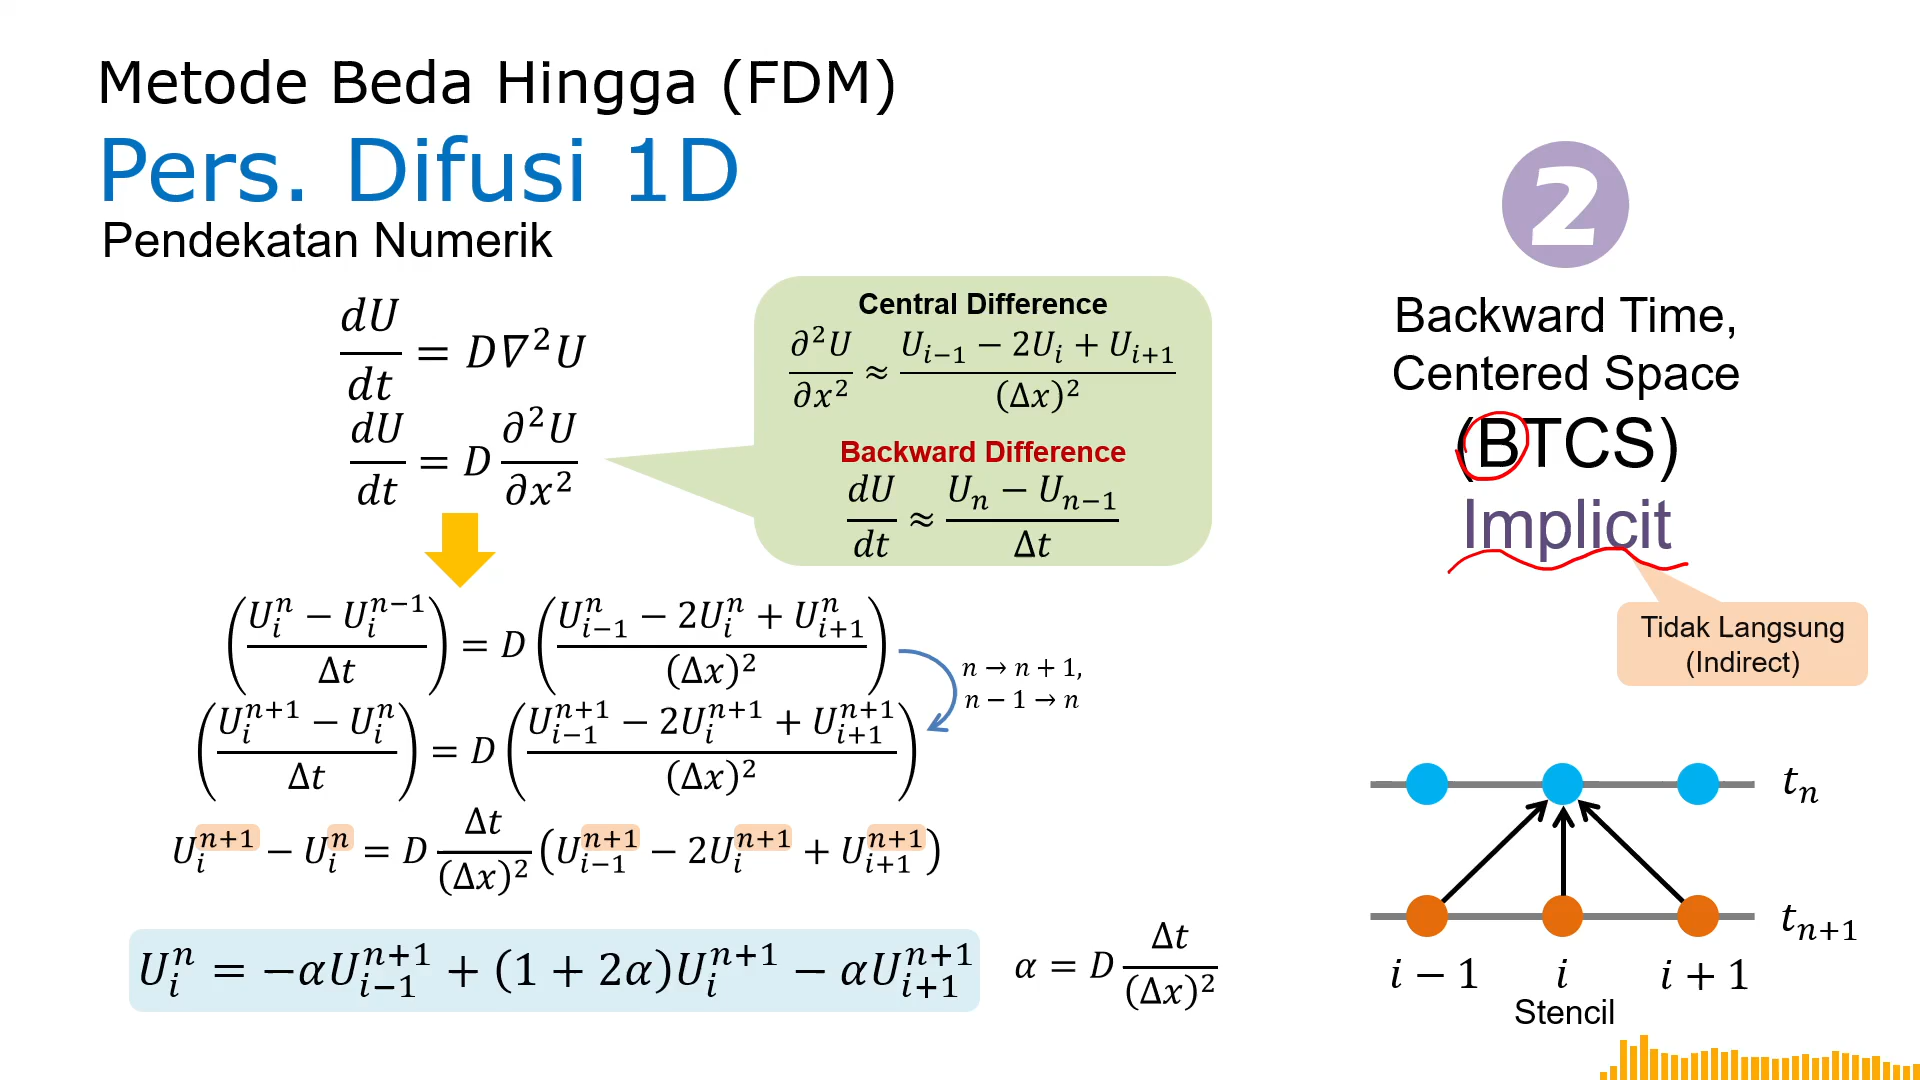 Metode Beda Hingga (FDM)
Pers. Difusi 1D
Pendekatan Numerik
dU/dt = D∇²U
dU/dt = D ∂²U/∂x²
Central Difference
∂²U/∂x² ≈ (U_{i−1} − 2U_i + U_{i+1})/(Δx)²
Backward Difference
dU/dt ≈ (U_n − U_{n−1})/Δt
(U_i^n − U_i^{n−1} / Δt) = D (U_{i−1}^n − 2U_i^n + U_{i+1}^n / (Δx)²)
n → n + 1,
n − 1 → n
(U_i^{n+1} − U_i^n / Δt) = D (U_{i−1}^{n+1} − 2U_i^{n+1} + U_{i+1}^{n+1} / (Δx)²)
U_i^{n+1} − U_i^n = D Δt/(Δx)² (U_{i−1}^{n+1} − 2U_i^{n+1} + U_{i+1}^{n+1})
U_i^n = −αU_{i−1}^{n+1} + (1 + 2α)U_i^{n+1} − αU_{i+1}^{n+1}
α = D Δt/(Δx)²
2
Backward Time,
Centered Space
(BTCS)
Implicit
Tidak Langsung
(Indirect)
t_n
t_{n+1}
i − 1 i i + 1
Stencil